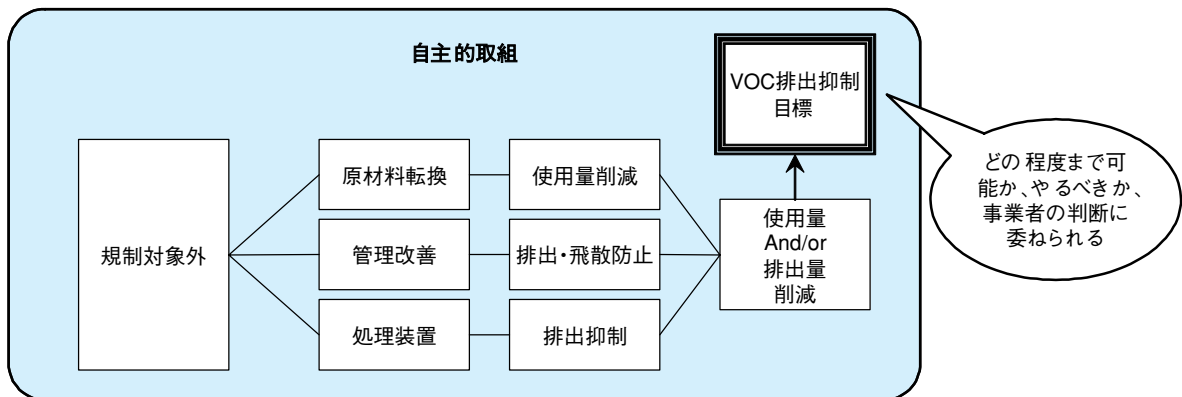 自主的取組
VOC排出抑制
目標
どの程度まで可
能か、やるべきか、
事業者の判断に
委ねられる
規制対象外
原材料転換
使用量削減
管理改善
排出・飛散防止
処理装置
排出抑制
使用量
And/or
排出量
削減